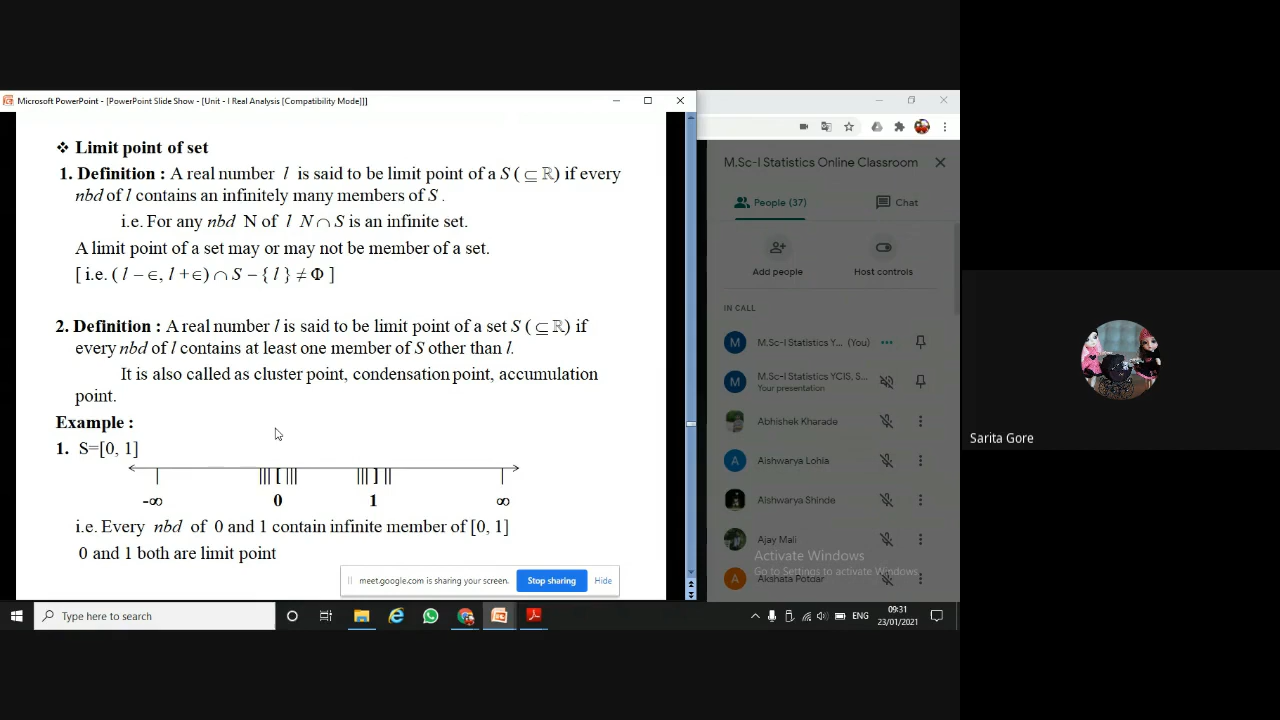 Microsoft PowerPoint - [PowerPoint Slide Show - [Unit - I Real Analysis [Compatibility Mode]]]
❖ Limit point of set
1. Definition : A real number l is said to be limit point of a S ( ⊆ ℝ) if every
nbd of l contains an infinitely many members of S .
i.e. For any nbd N of l N ∩ S is an infinite set.
A limit point of a set may or may not be member of a set.
[ i.e. ( l − ∈, l + ∈) ∩ S − { l } ≠ Φ ]
2. Definition : A real number l is said to be limit point of a set S ( ⊆ ℝ) if
every nbd of l contains at least one member of S other than l.
It is also called as cluster point, condensation point, accumulation
point.
Example :
1. S=[0, 1]
[ ]
-∞ 0 1 ∞
i.e. Every nbd of 0 and 1 contain infinite member of [0, 1]
0 and 1 both are limit point
meet.google.com is sharing your screen. Stop sharing Hide
M.Sc-I Statistics Online Classroom
People (37) Chat
Add people Host controls
IN CALL
M M.Sc-I Statistics Y... (You)
M M.Sc-I Statistics YCIS, S...
Your presentation
Abhishek Kharade
A Aishwarya Lohia
Aishwarya Shinde
Ajay Mali
A Akshata Potdar
Activate Windows
Go to Settings to activate Windows.
Sarita Gore
Type here to search
ENG
09:31
23/01/2021